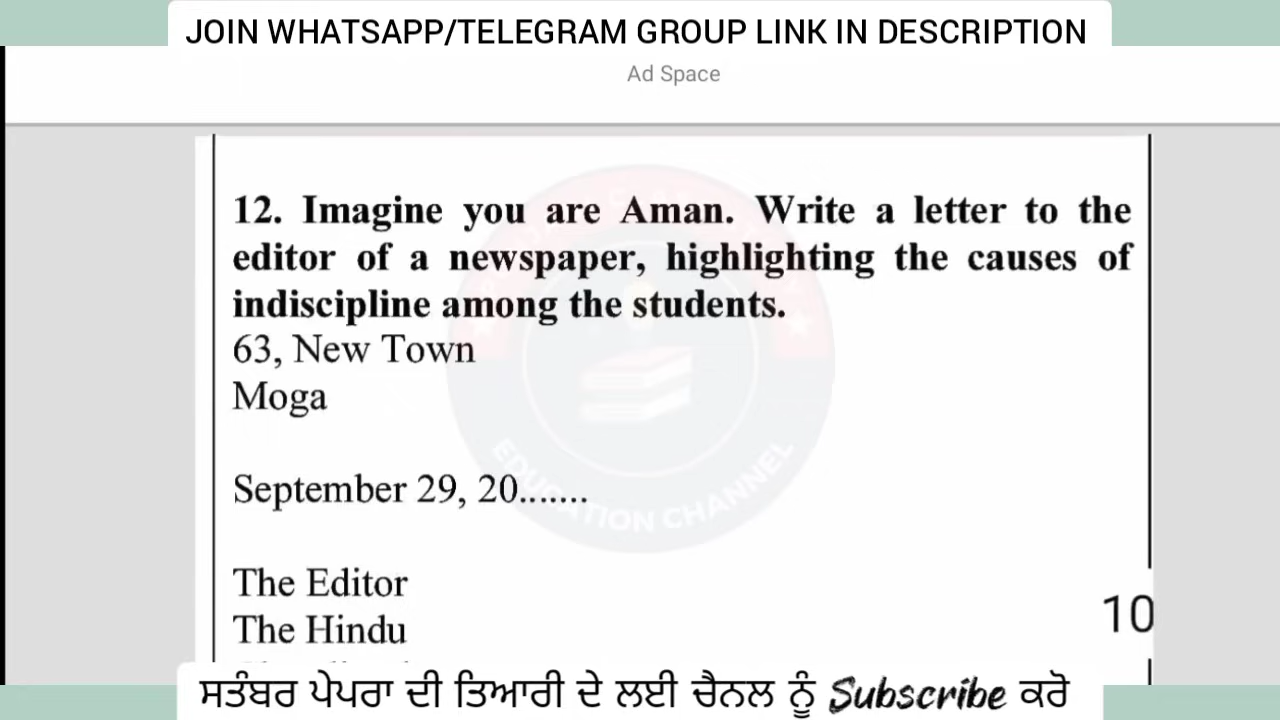 JOIN WHATSAPP/TELEGRAM GROUP LINK IN DESCRIPTION
Ad Space
12. Imagine you are Aman. Write a letter to the
editor of a newspaper, highlighting the causes of
indiscipline among the students.
63, New Town
Moga
September 29, 20.......
The Editor
The Hindu
10
EDUCATION CHANNEL
ਸਤੰਬਰ ਪੇਪਰਾ ਦੀ ਤਿਆਰੀ ਦੇ ਲਈ ਚੈਨਲ ਨੂੰ Subscribe ਕਰੋ